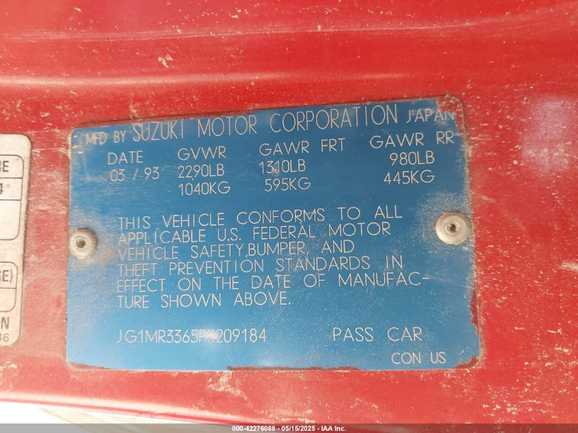 MFD BY SUZUKI MOTOR CORPORATION JAPAN
DATE GVWR GAWR FRT GAWR RR
03 / 93 2290LB 1310LB 980LB
1040KG 595KG 445KG
THIS VEHICLE CONFORMS TO ALL
APPLICABLE U.S. FEDERAL MOTOR
VEHICLE SAFETY,BUMPER, AND
THEFT PREVENTION STANDARDS IN
EFFECT ON THE DATE OF MANUFAC-
TURE SHOWN ABOVE.
PASS CAR
CON US
000-42276088 - 05/15/2025 - IAA Inc.